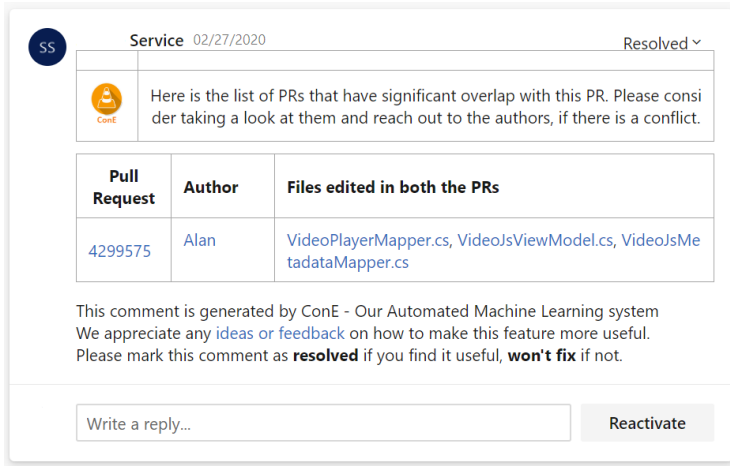 SS
Service 02/27/2020
Resolved
ConE
Here is the list of PRs that have significant overlap with this PR. Please consi
der taking a look at them and reach out to the authors, if there is a conflict.
Pull Request
Author
Files edited in both the PRs
4299575
Alan
VideoPlayerMapper.cs, VideoJsViewModel.cs, VideoJsMe
tadataMapper.cs
This comment is generated by ConE - Our Automated Machine Learning system
We appreciate any ideas or feedback on how to make this feature more useful.
Please mark this comment as resolved if you find it useful, won't fix if not.
Write a reply...
Reactivate